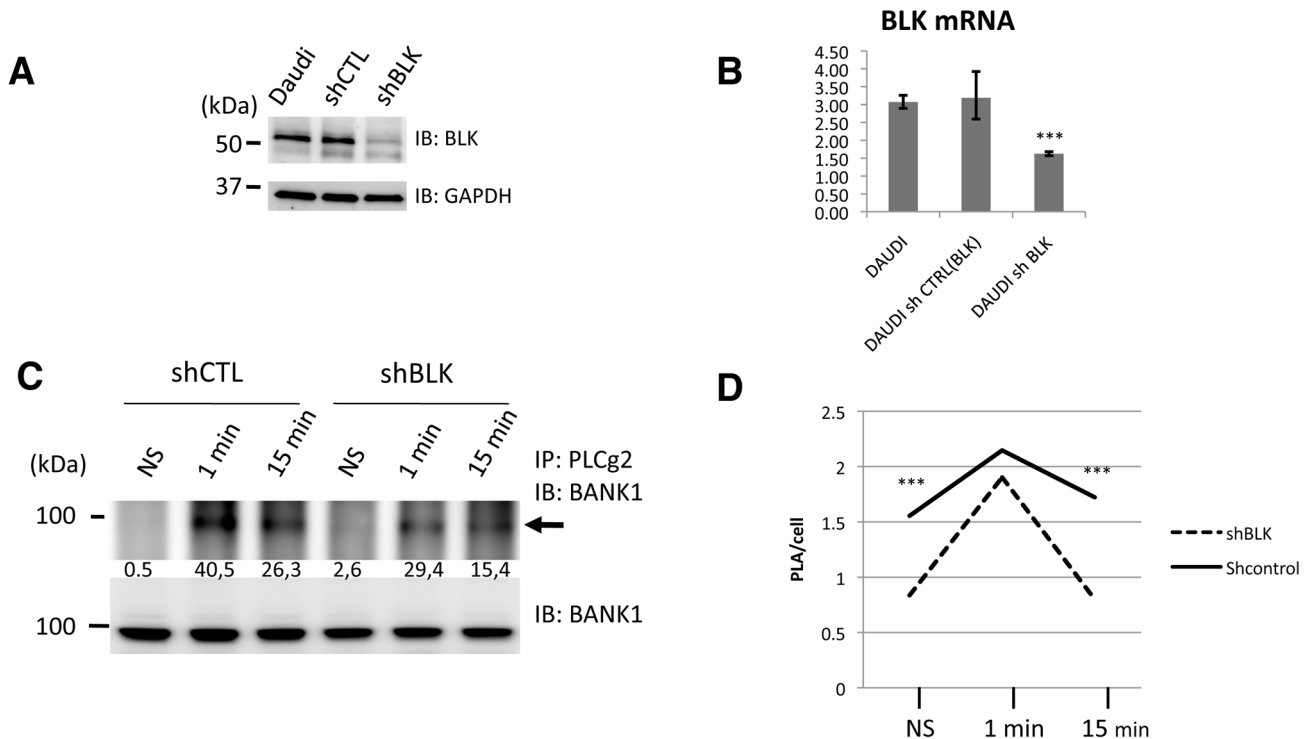 A
Daudi shCTL shBLK
(kDa)
50
IB: BLK
37
IB: GAPDH
B
BLK mRNA
4.50
4.00
3.50
3.00
2.50
2.00
1.50
1.00
0.50
0.00
***
DAUDI
DAUDI sh CTRL(BLK)
DAUDI sh BLK
C
shCTL shBLK
NS 1 min 15 min NS 1 min 15 min
(kDa)
IP: PLCg2
IB: BANK1
100
0.5 40,5 26,3 2,6 29,4 15,4
100
IB: BANK1
D
2.5
2
1.5
1
0.5
0
PLA/cell
*** ***
shBLK
Shcontrol
NS 1 min 15 min